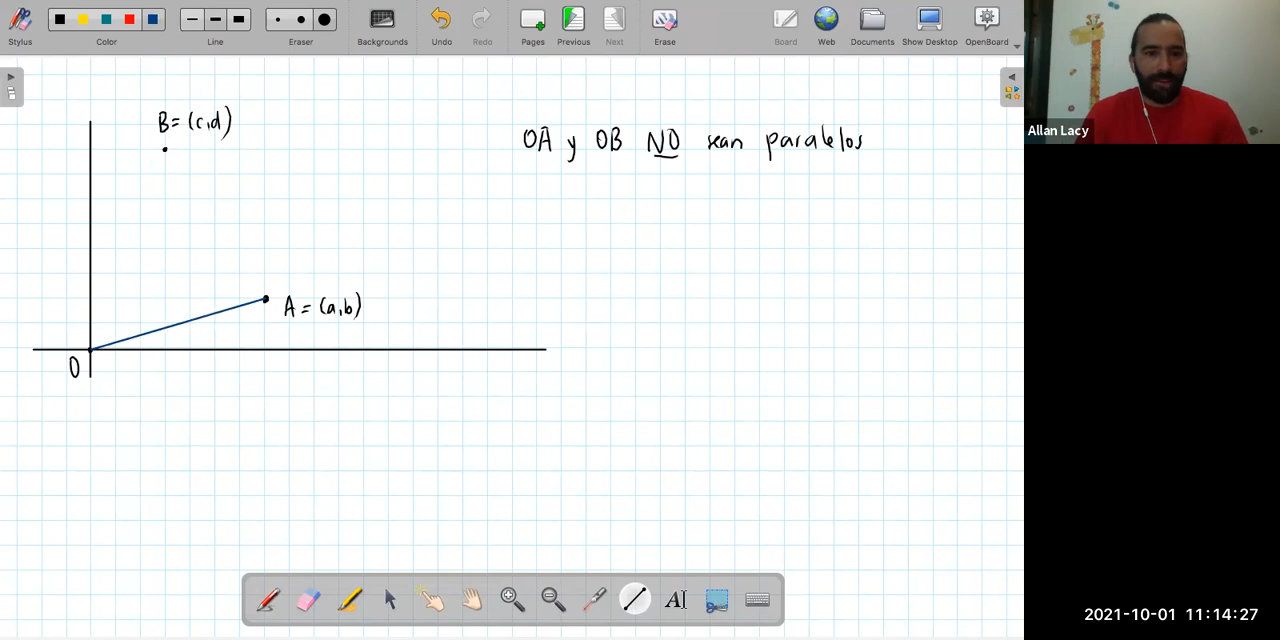 Stylus
Color
Line
Eraser
Backgrounds
Undo
Redo
Pages
Previous
Next
Erase
Board
Web
Documents
Show Desktop
OpenBoard
Allan Lacy
B = (c,d)
OA y OB NO sean paralelos
A = (a,b)
O
A
2021-10-01 11:14:27